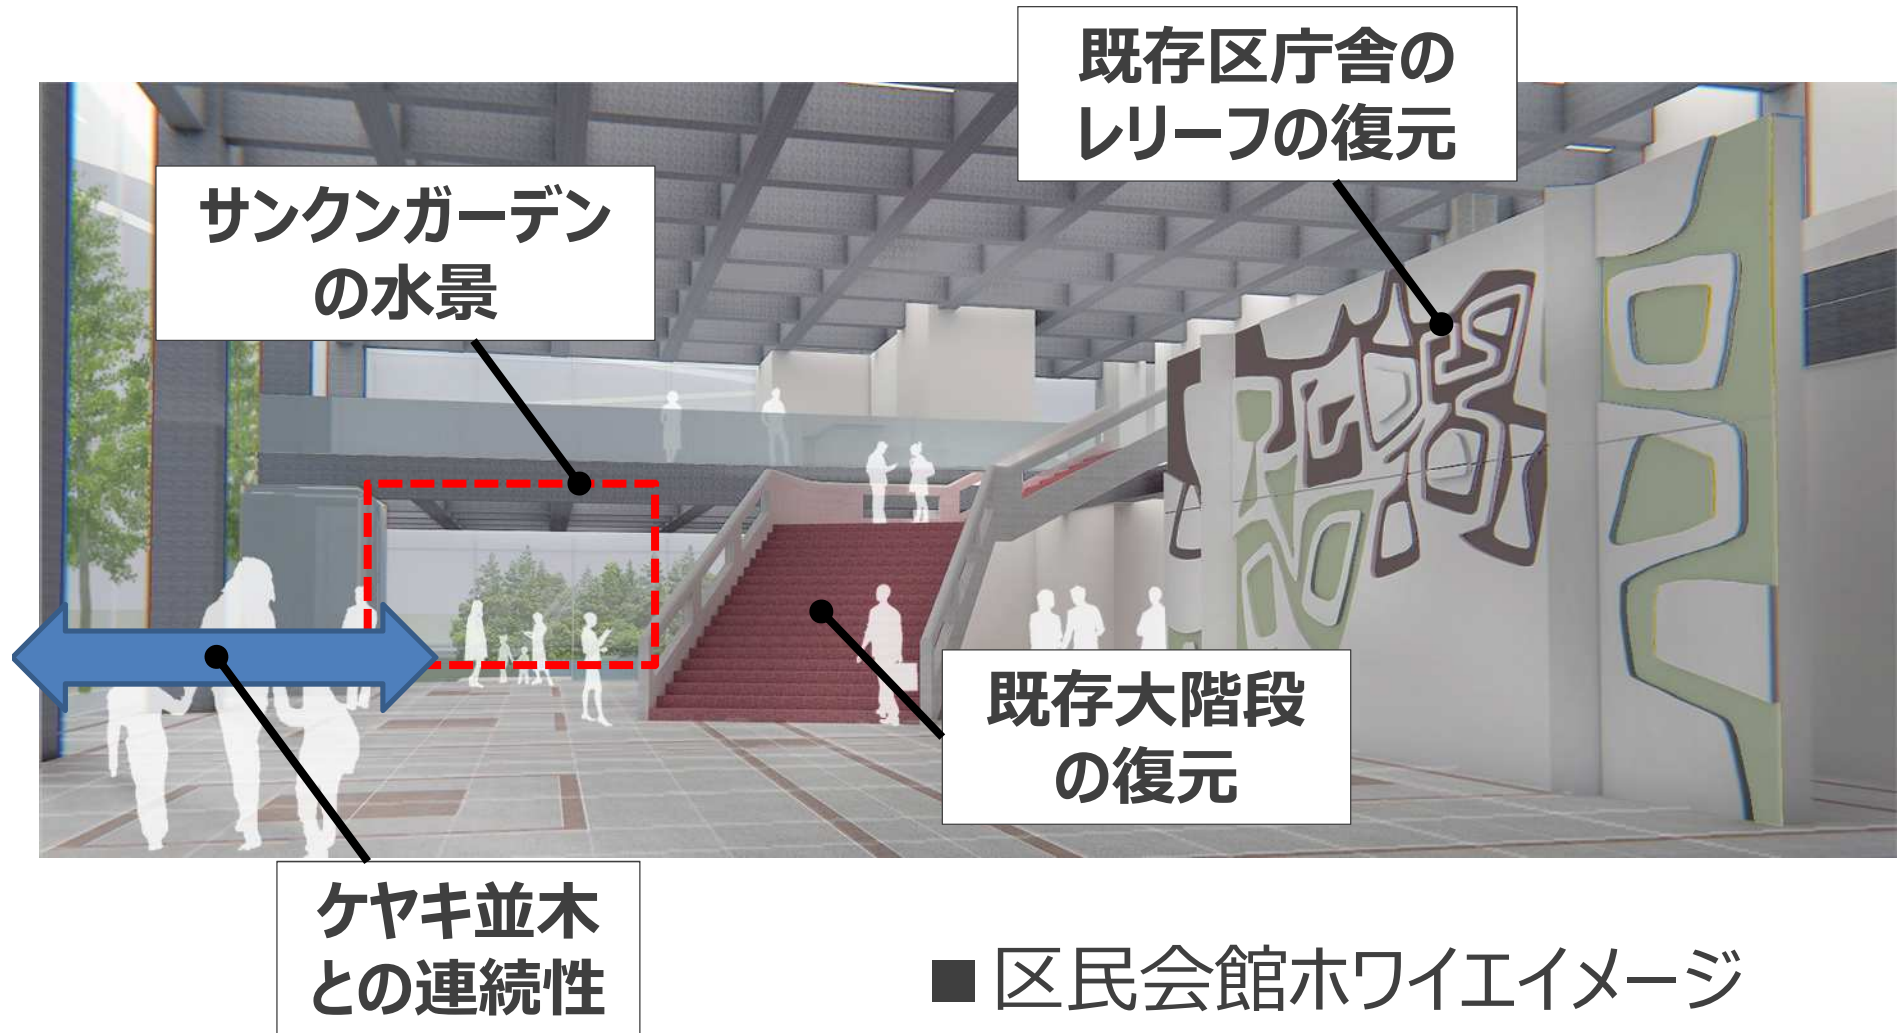 既存区庁舎の
レリーフの復元
サンクンガーデン
の水景
既存大階段
の復元
ケヤキ並木
との連続性
■区民会館ホワイエイメージ